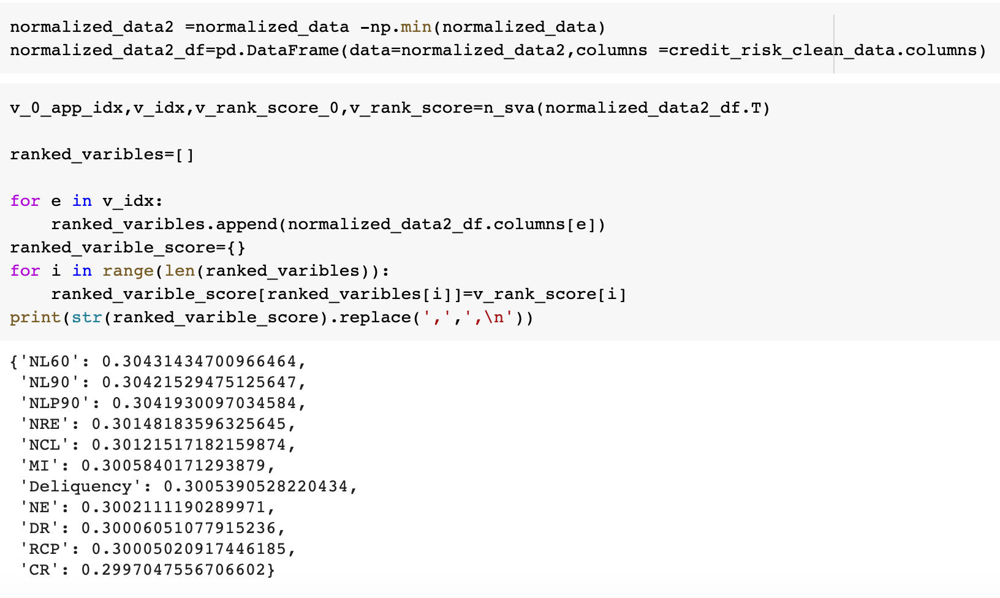 normalized_data2 =normalized_data -np.min(normalized_data)
normalized_data2_df=pd.DataFrame(data=normalized_data2,columns =credit_risk_clean_data.columns)
v_0_app_idx,v_idx,v_rank_score_0,v_rank_score=n_sva(normalized_data2_df.T)
ranked_varibles=[]
for e in v_idx:
    ranked_varibles.append(normalized_data2_df.columns[e])
ranked_varible_score={}
for i in range(len(ranked_varibles)):
    ranked_varible_score[ranked_varibles[i]]=v_rank_score[i]
print(str(ranked_varible_score).replace(',',',\n'))
{'NL60': 0.30431434700966464,
 'NL90': 0.30421529475125647,
 'NLP90': 0.3041930097034584,
 'NRE': 0.30148183596325645,
 'NCL': 0.30121517182159874,
 'MI': 0.3005840171293879,
 'Deliquency': 0.3005390528220434,
 'NE': 0.3002111190289971,
 'DR': 0.30006051077915236,
 'RCP': 0.30005020917446185,
 'CR': 0.2997047556706602}